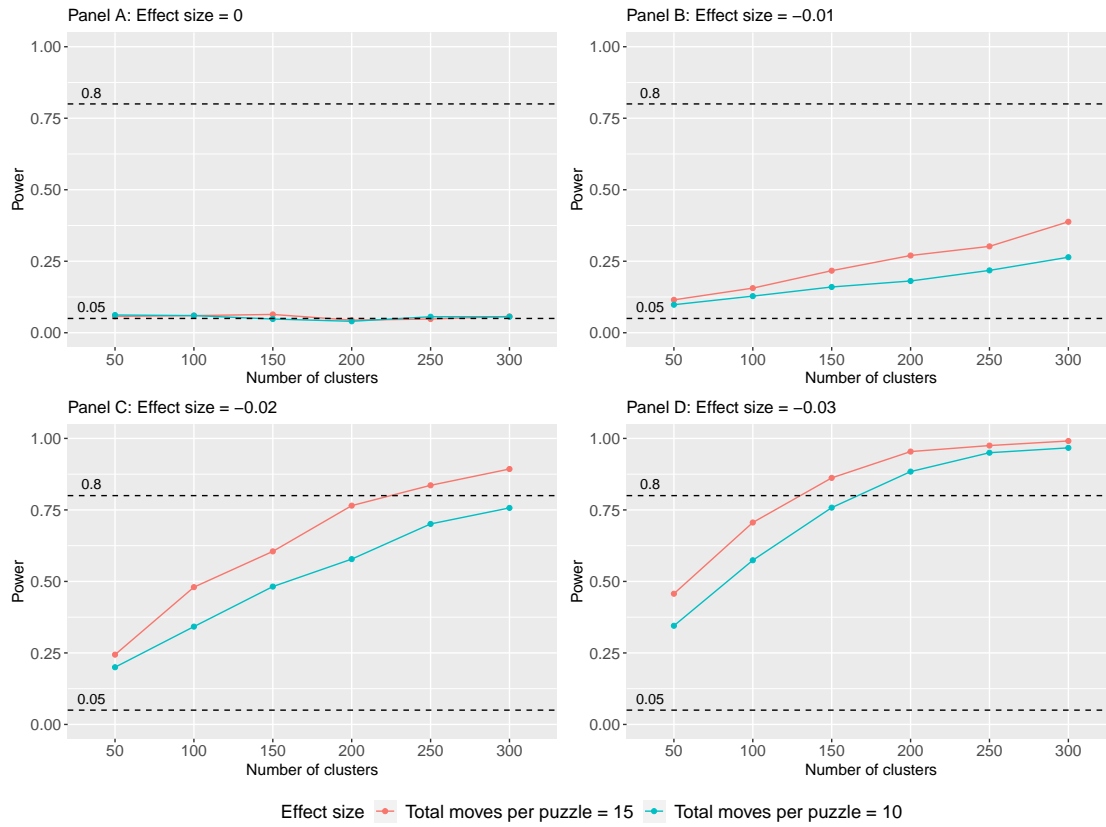 Panel A: Effect size = 0
1.00
0.8
0.75
0.50
0.25
0.05
0.00
Power
50 100 150 200 250 300
Number of clusters
Panel B: Effect size = −0.01
1.00
0.8
0.75
0.50
0.25
0.05
0.00
Power
50 100 150 200 250 300
Number of clusters
Panel C: Effect size = −0.02
1.00
0.8
0.75
0.50
0.25
0.05
0.00
Power
50 100 150 200 250 300
Number of clusters
Panel D: Effect size = −0.03
1.00
0.8
0.75
0.50
0.25
0.05
0.00
Power
50 100 150 200 250 300
Number of clusters
Effect size Total moves per puzzle = 15 Total moves per puzzle = 10